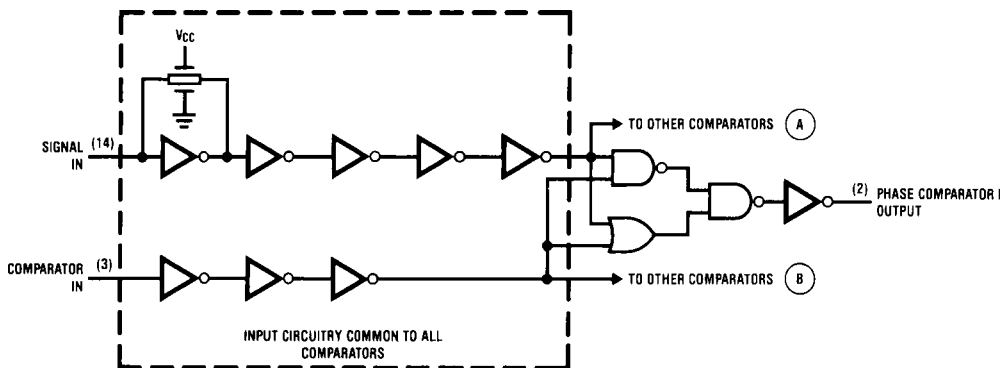 VCC
SIGNAL IN (14)
TO OTHER COMPARATORS A
(2) PHASE COMPARATOR I
OUTPUT
COMPARATOR IN (3)
TO OTHER COMPARATORS B
INPUT CIRCUITRY COMMON TO ALL
COMPARATORS